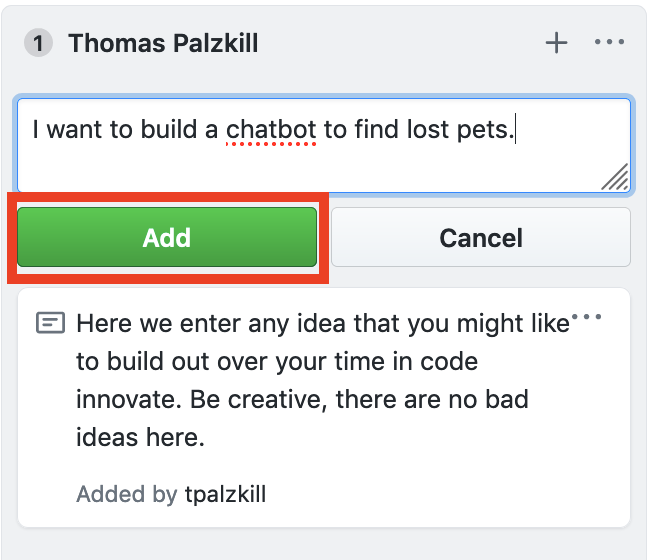 1 Thomas Palzkill
I want to build a chatbot to find lost pets.
Add Cancel
Here we enter any idea that you might like
to build out over your time in code
innovate. Be creative, there are no bad
ideas here.
Added by tpalzkill